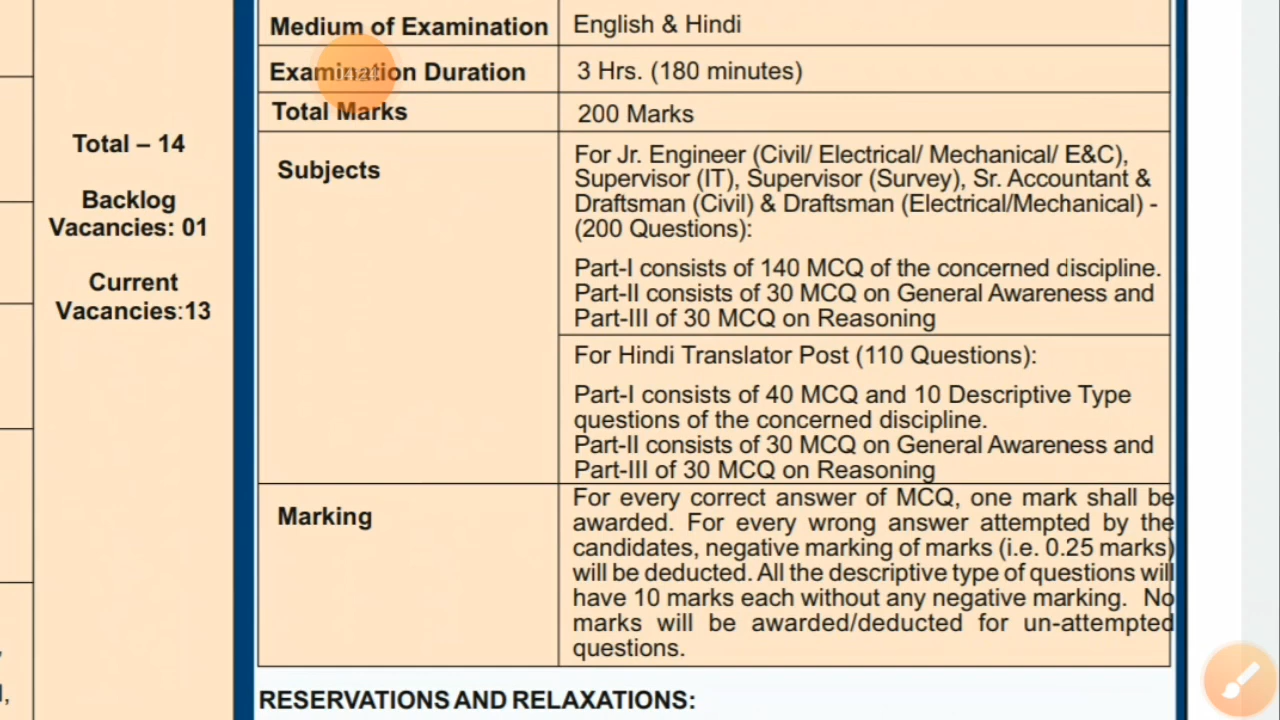 Total – 14
Backlog
Vacancies: 01
Current
Vacancies:13
Medium of Examination
English & Hindi
Examination Duration
3 Hrs. (180 minutes)
04:24
Total Marks
200 Marks
Subjects
For Jr. Engineer (Civil/ Electrical/ Mechanical/ E&C),
Supervisor (IT), Supervisor (Survey), Sr. Accountant &
Draftsman (Civil) & Draftsman (Electrical/Mechanical) -
(200 Questions):
Part-I consists of 140 MCQ of the concerned discipline.
Part-II consists of 30 MCQ on General Awareness and
Part-III of 30 MCQ on Reasoning
For Hindi Translator Post (110 Questions):
Part-I consists of 40 MCQ and 10 Descriptive Type
questions of the concerned discipline.
Part-II consists of 30 MCQ on General Awareness and
Part-III of 30 MCQ on Reasoning
Marking
For every correct answer of MCQ, one mark shall be
awarded. For every wrong answer attempted by the
candidates, negative marking of marks (i.e. 0.25 marks)
will be deducted. All the descriptive type of questions will
have 10 marks each without any negative marking. No
marks will be awarded/deducted for un-attempted
questions.
RESERVATIONS AND RELAXATIONS: